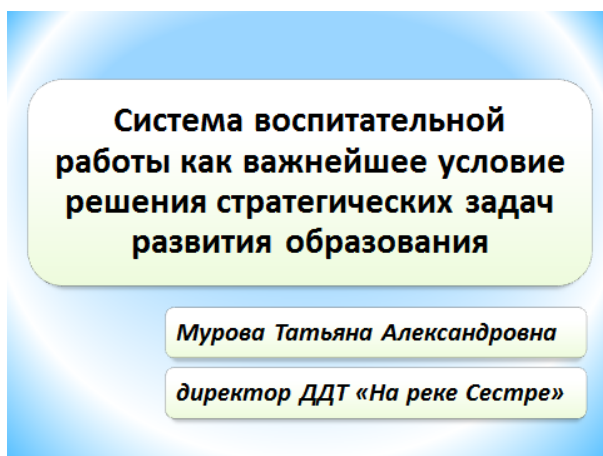 Система воспитательной
работы как важнейшее условие
решения стратегических задач
развития образования
Мурова Татьяна Александровна
директор ДДТ «На реке Сестре»